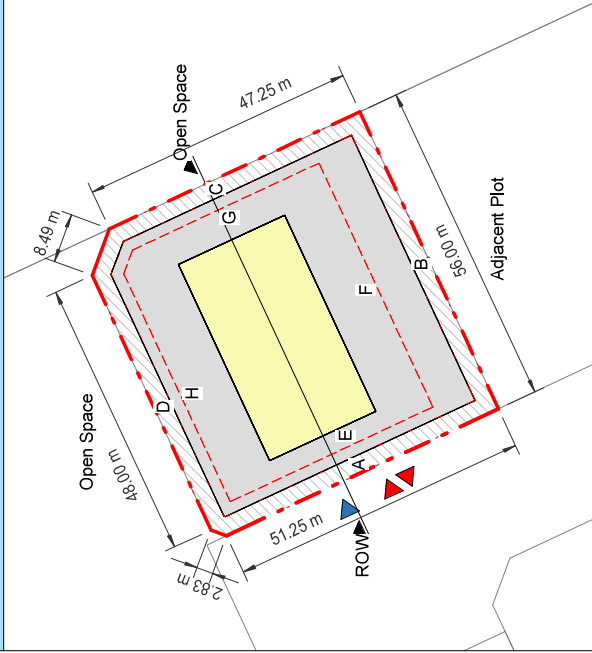 Open Space
47.25 m
8.49 m
C
G
Adjacent Plot
56.00 m
B
F
Open Space
D
H
48.00 m
E
A
51.25 m
ROW
2.83 m